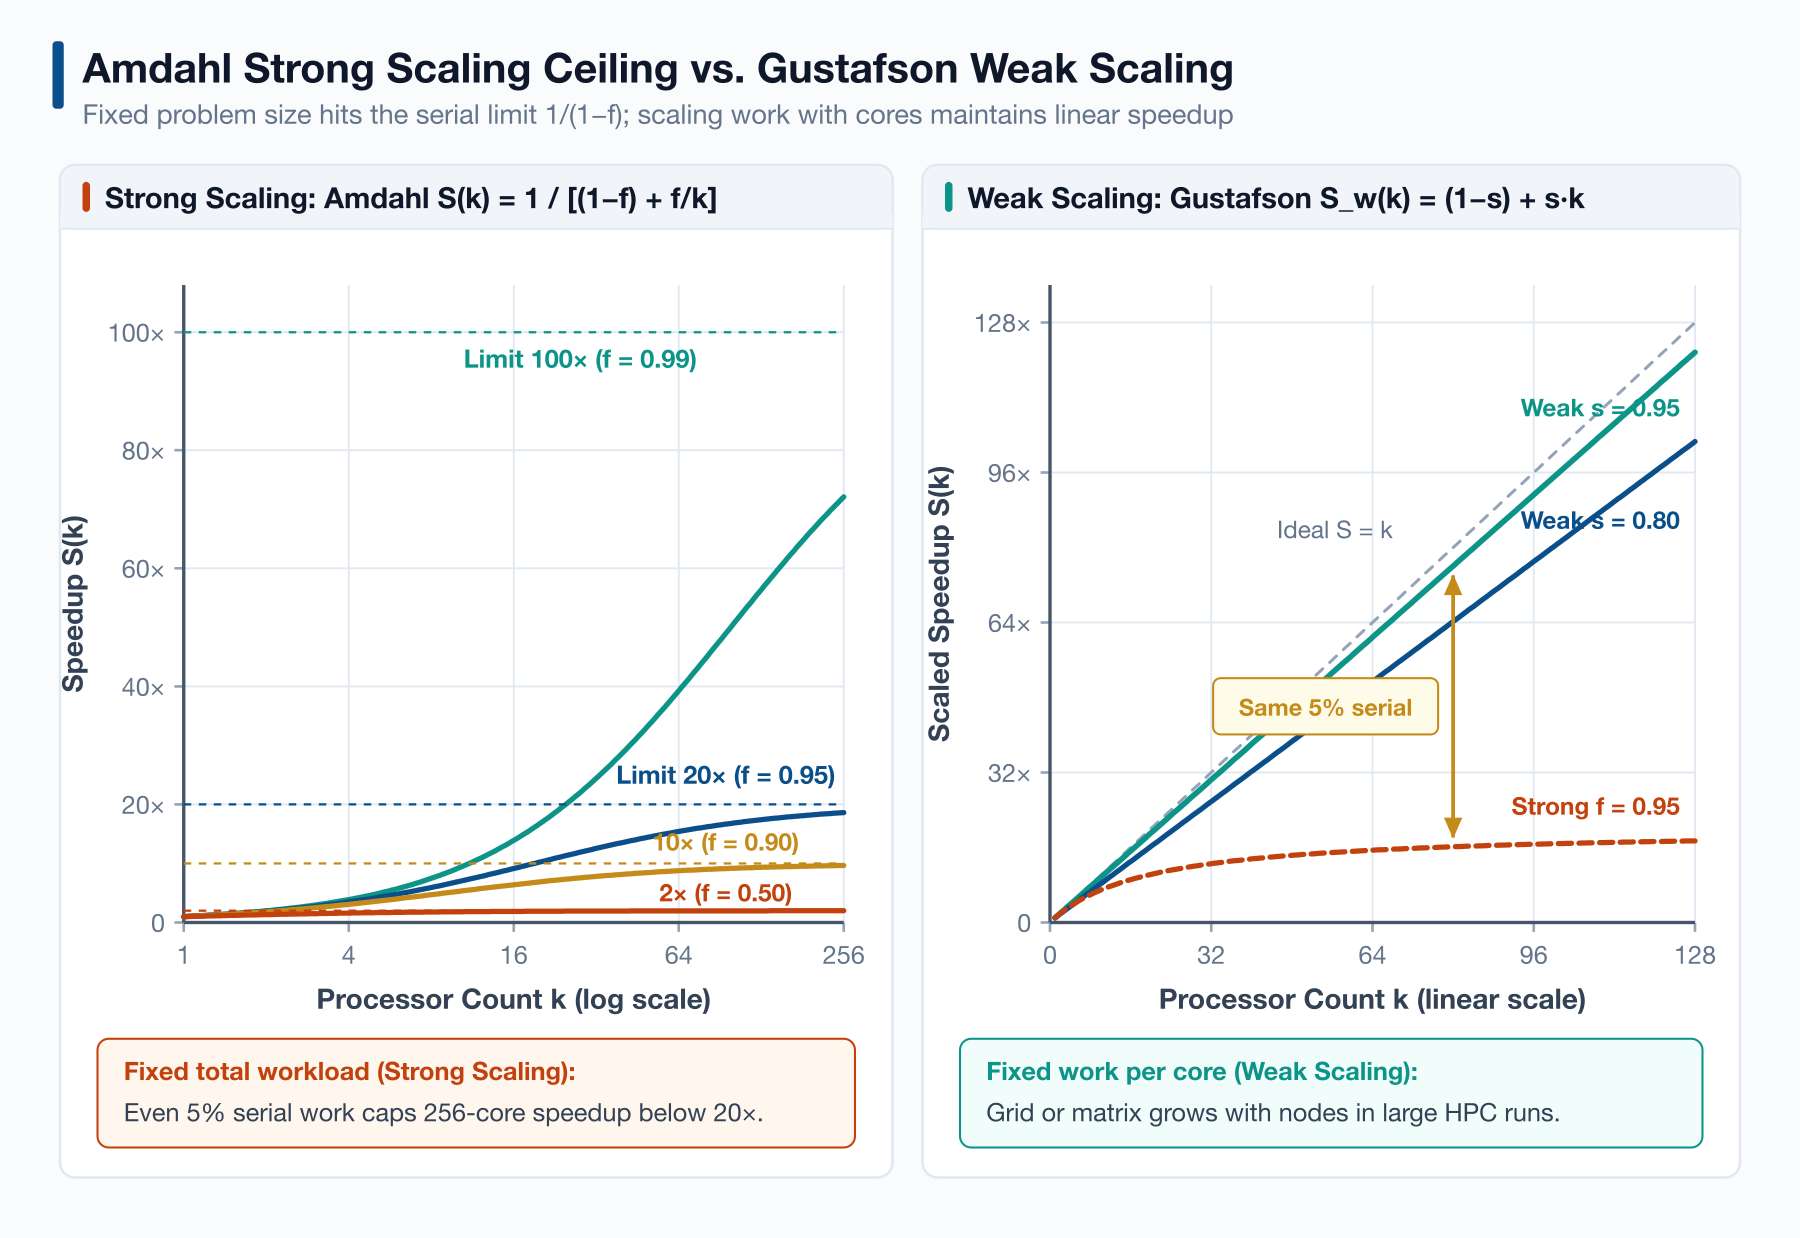 Amdahl Strong Scaling Ceiling vs. Gustafson Weak Scaling
Fixed problem size hits the serial limit 1/(1−f); scaling work with cores maintains linear speedup
Strong Scaling: Amdahl S(k) = 1 / [(1−f) + f/k]
100×
80×
60×
40×
20×
0
Speedup S(k)
Limit 100× (f = 0.99)
Limit 20× (f = 0.95)
10× (f = 0.90)
2× (f = 0.50)
1
4
16
64
256
Processor Count k (log scale)
Fixed total workload (Strong Scaling):
Even 5% serial work caps 256-core speedup below 20×.
Weak Scaling: Gustafson S_w(k) = (1−s) + s·k
128×
96×
64×
32×
0
Scaled Speedup S(k)
Weak s = 0.95
Weak s = 0.80
Ideal S = k
Same 5% serial
Strong f = 0.95
0
32
64
96
128
Processor Count k (linear scale)
Fixed work per core (Weak Scaling):
Grid or matrix grows with nodes in large HPC runs.